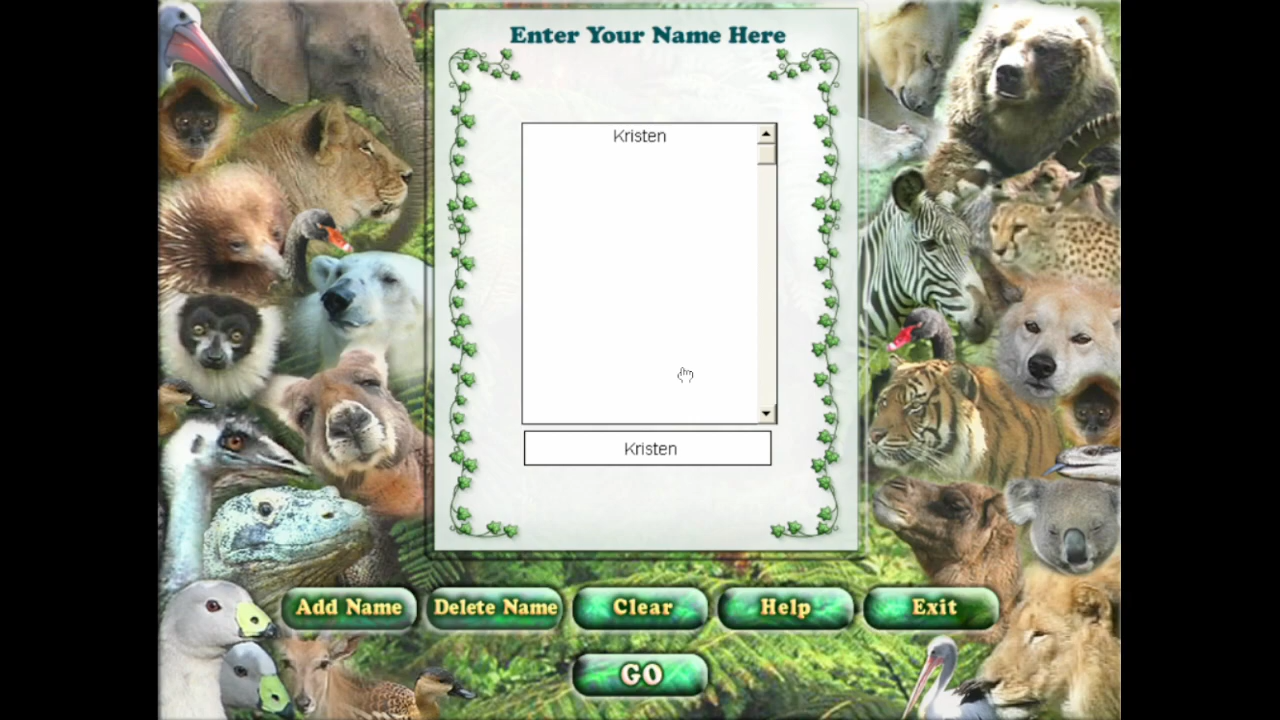 Enter Your Name Here
Kristen
Kristen
Add Name
Delete Name
Clear
Help
Exit
GO